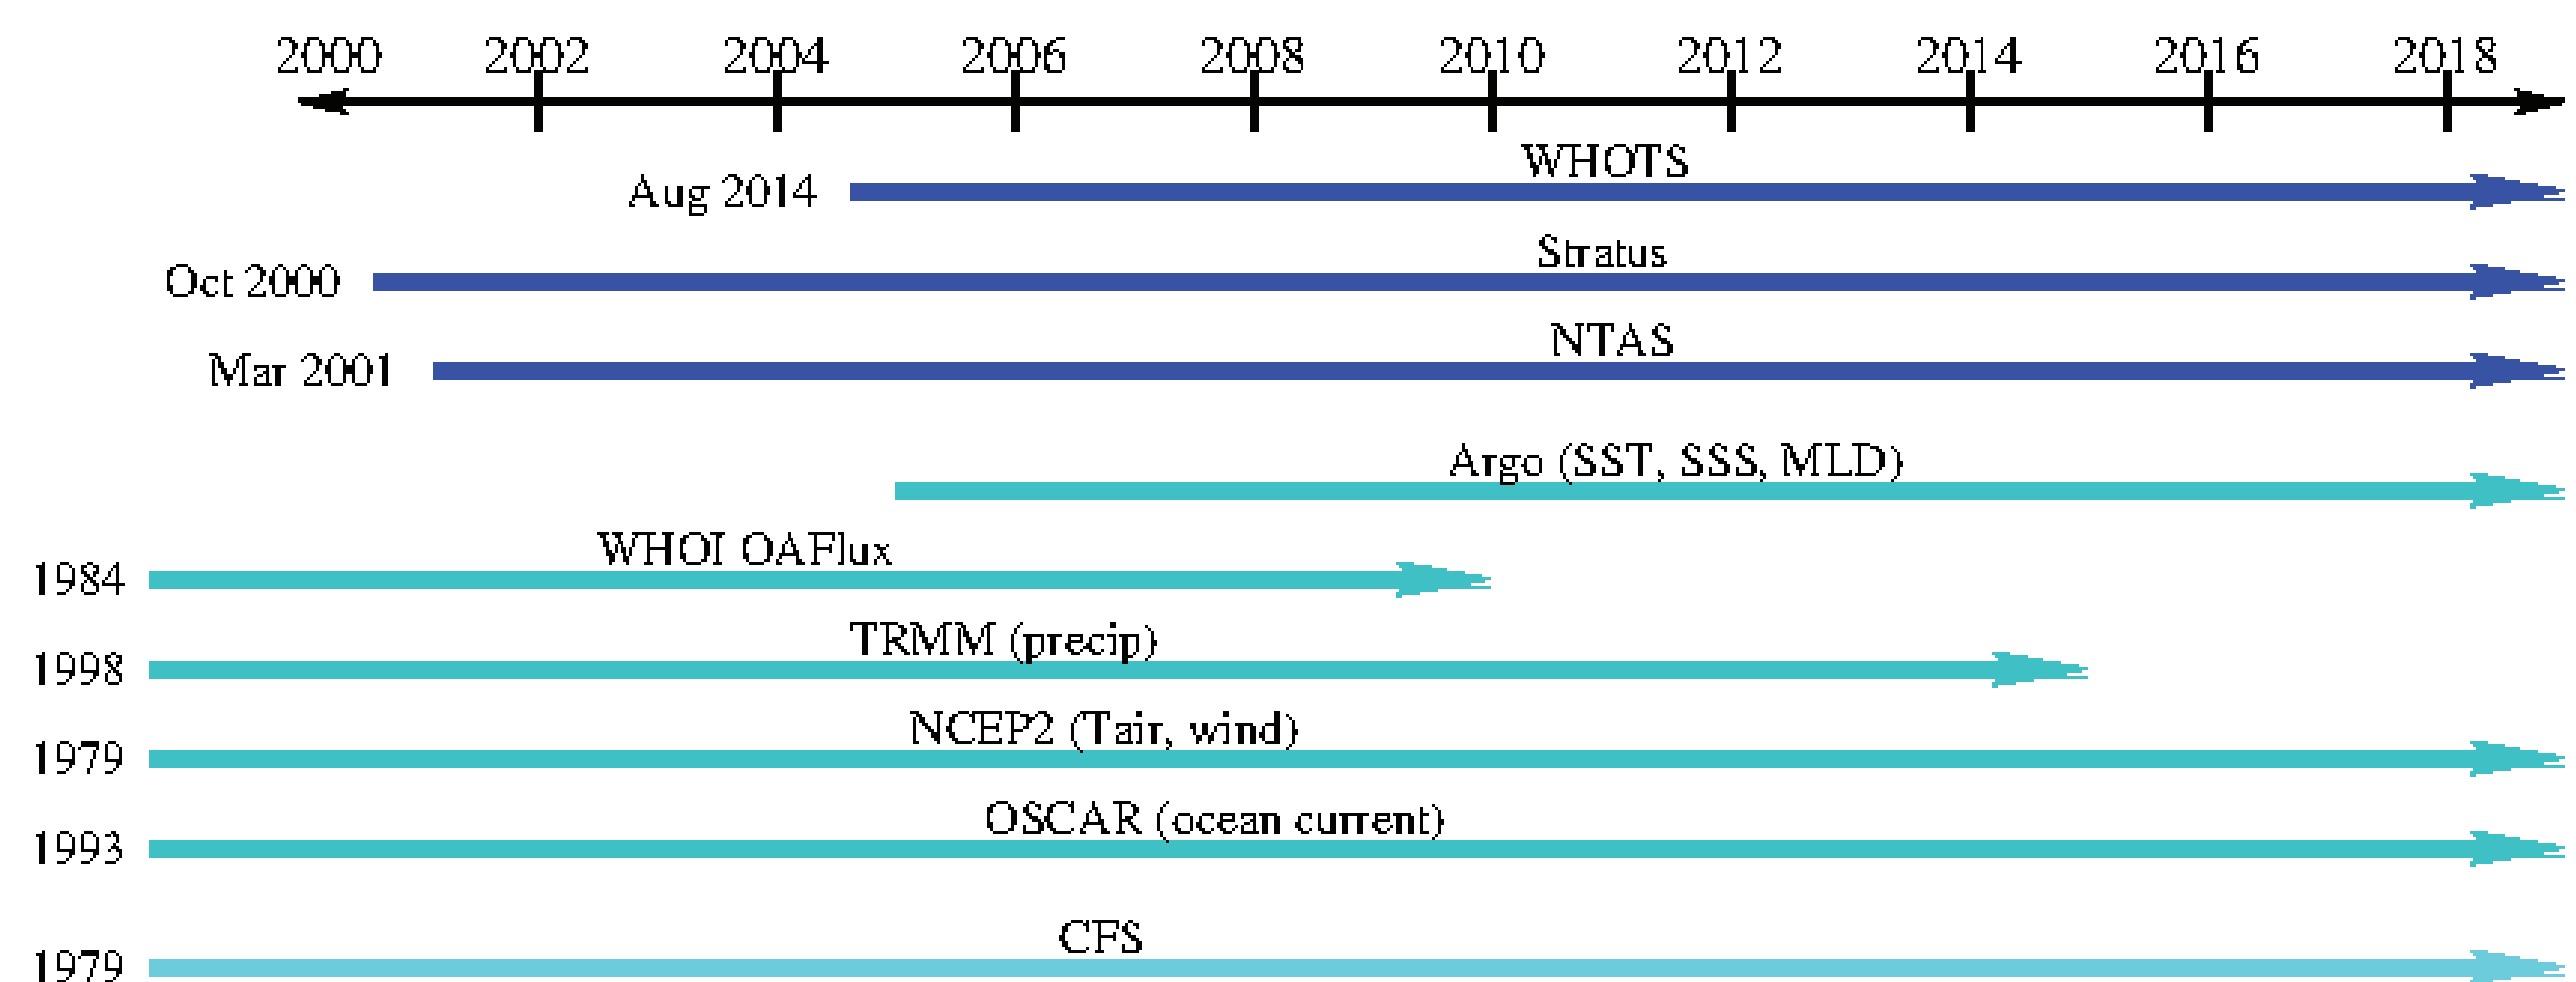 2000 2002 2004 2006 2008 2010 2012 2014 2016 2018
WHOTS
Aug 2014
Stratus
Oct 2000
NTAS
Mar 2001
Argo (SST, SSS, MLD)
WHOI OAFlux
1984
TRMM (precip)
1998
NCEP2 (Tair, wind)
1979
OSCAR (ocean current)
1993
CFS
1979